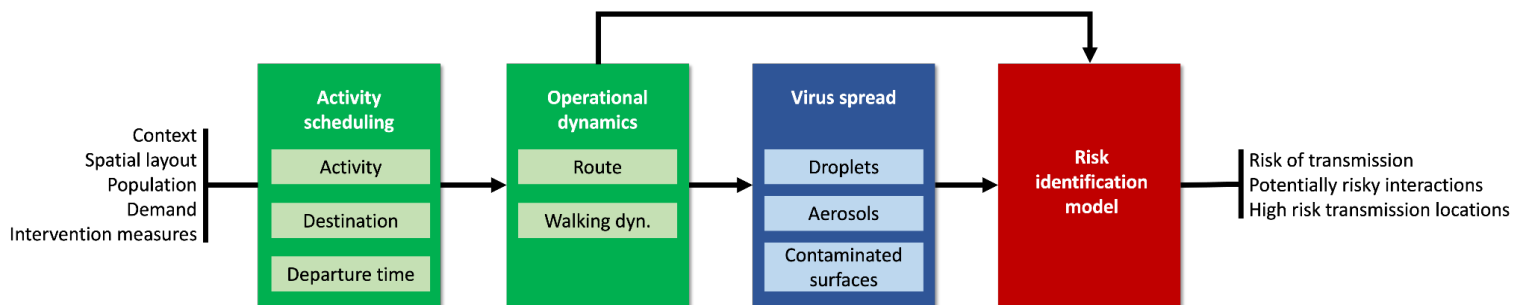 Context
Spatial layout
Population
Demand
Intervention measures
Activity
scheduling
Activity
Destination
Departure time
Operational
dynamics
Route
Walking dyn.
Virus spread
Droplets
Aerosols
Contaminated
surfaces
Risk
identification
model
Risk of transmission
Potentially risky interactions
High risk transmission locations